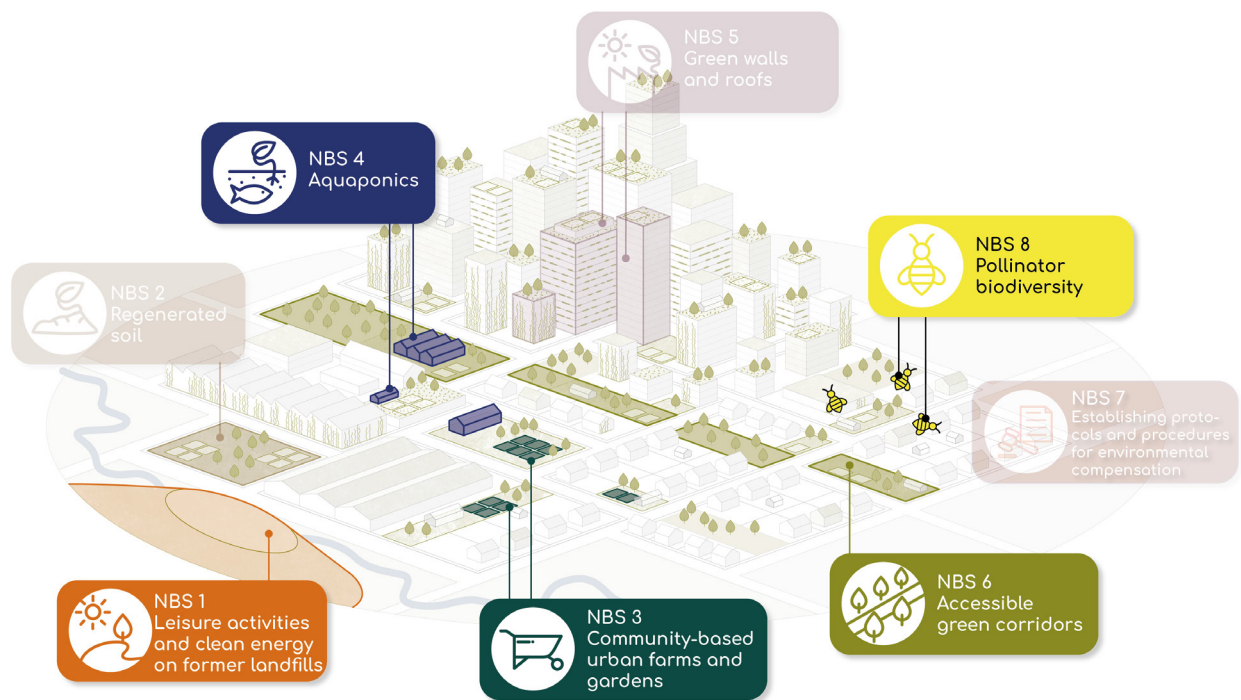 NBS 5
Green walls
and roofs
NBS 4
Aquaponics
NBS 8
Pollinator
biodiversity
NBS 2
Regenerated
soil
NBS 7
Establishing proto-
cols and procedures
for environmental
compensation
NBS 1
Leisure activities
and clean energy
on former landfills
NBS 3
Community-based
urban farms and
gardens
NBS 6
Accessible
green corridors